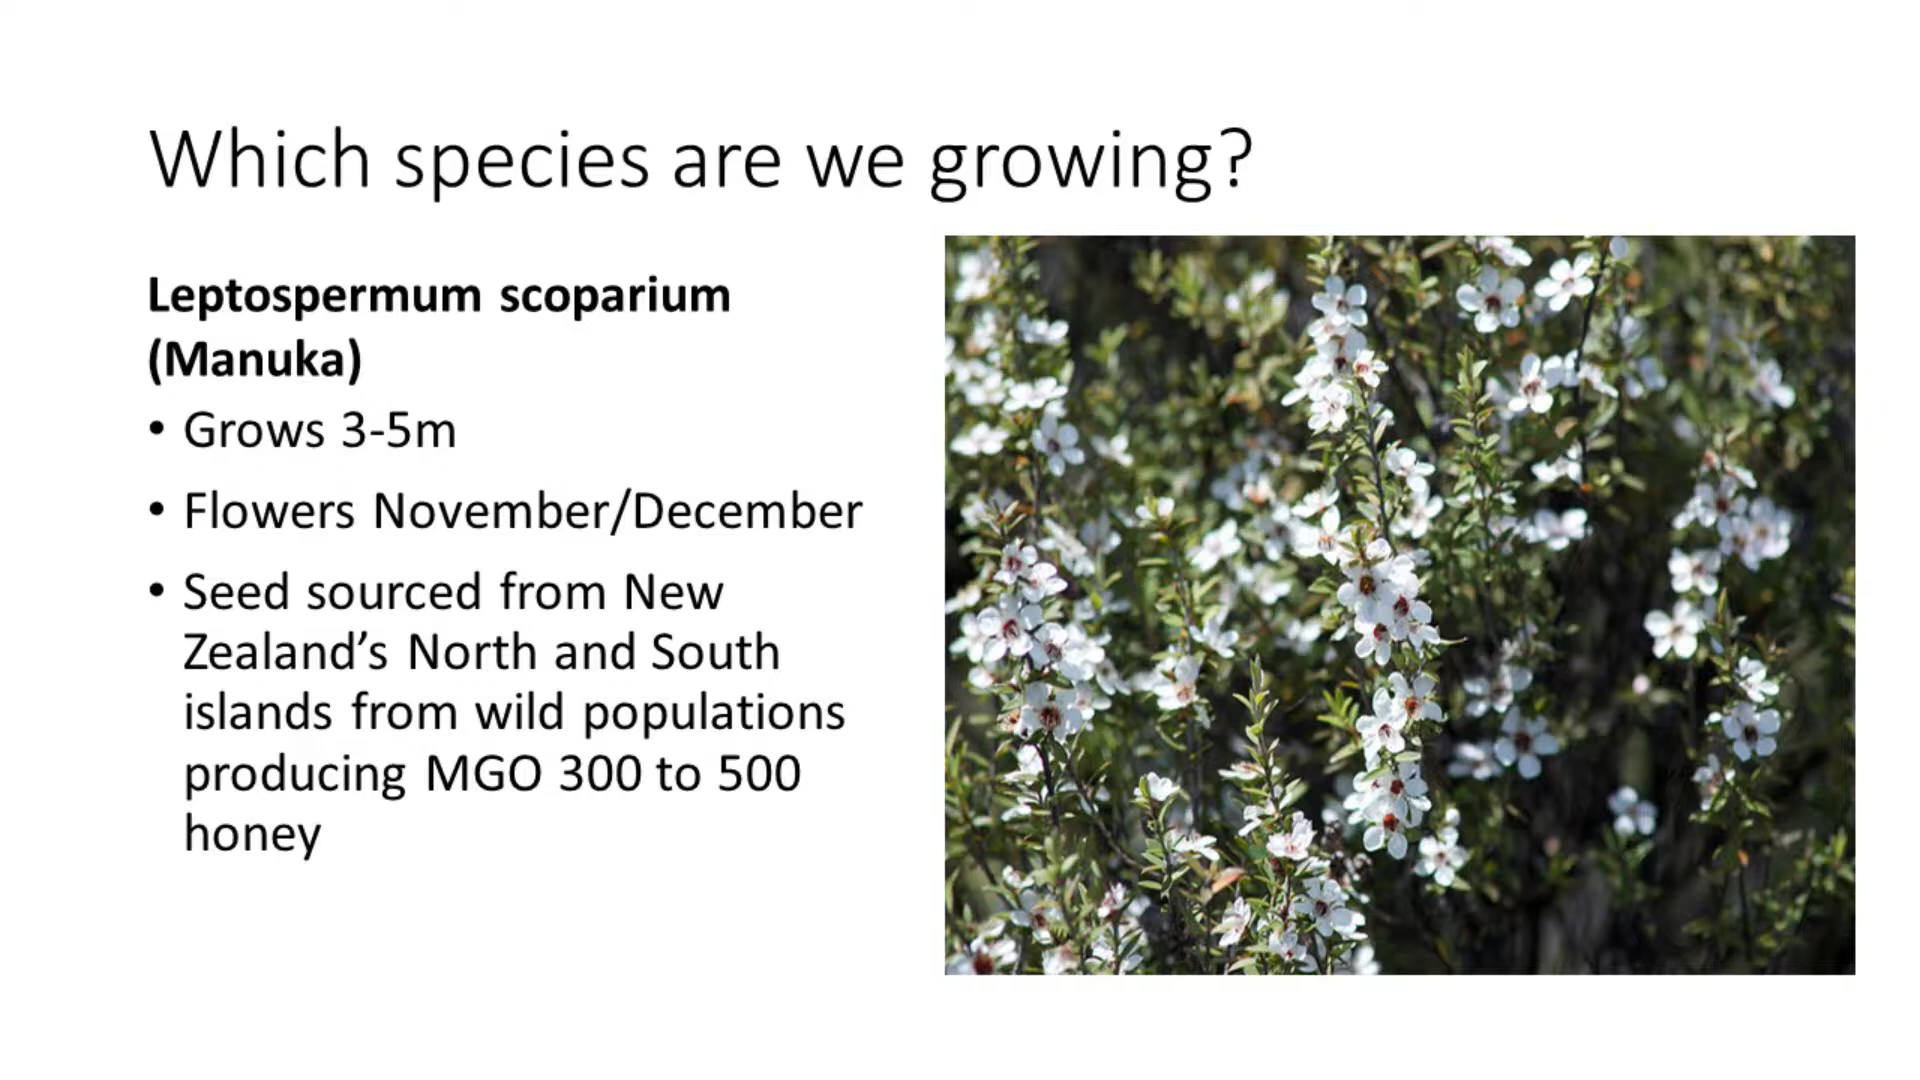 Which species are we growing?
Leptospermum scoparium
(Manuka)
• Grows 3-5m
• Flowers November/December
• Seed sourced from New
Zealand’s North and South
islands from wild populations
producing MGO 300 to 500
honey